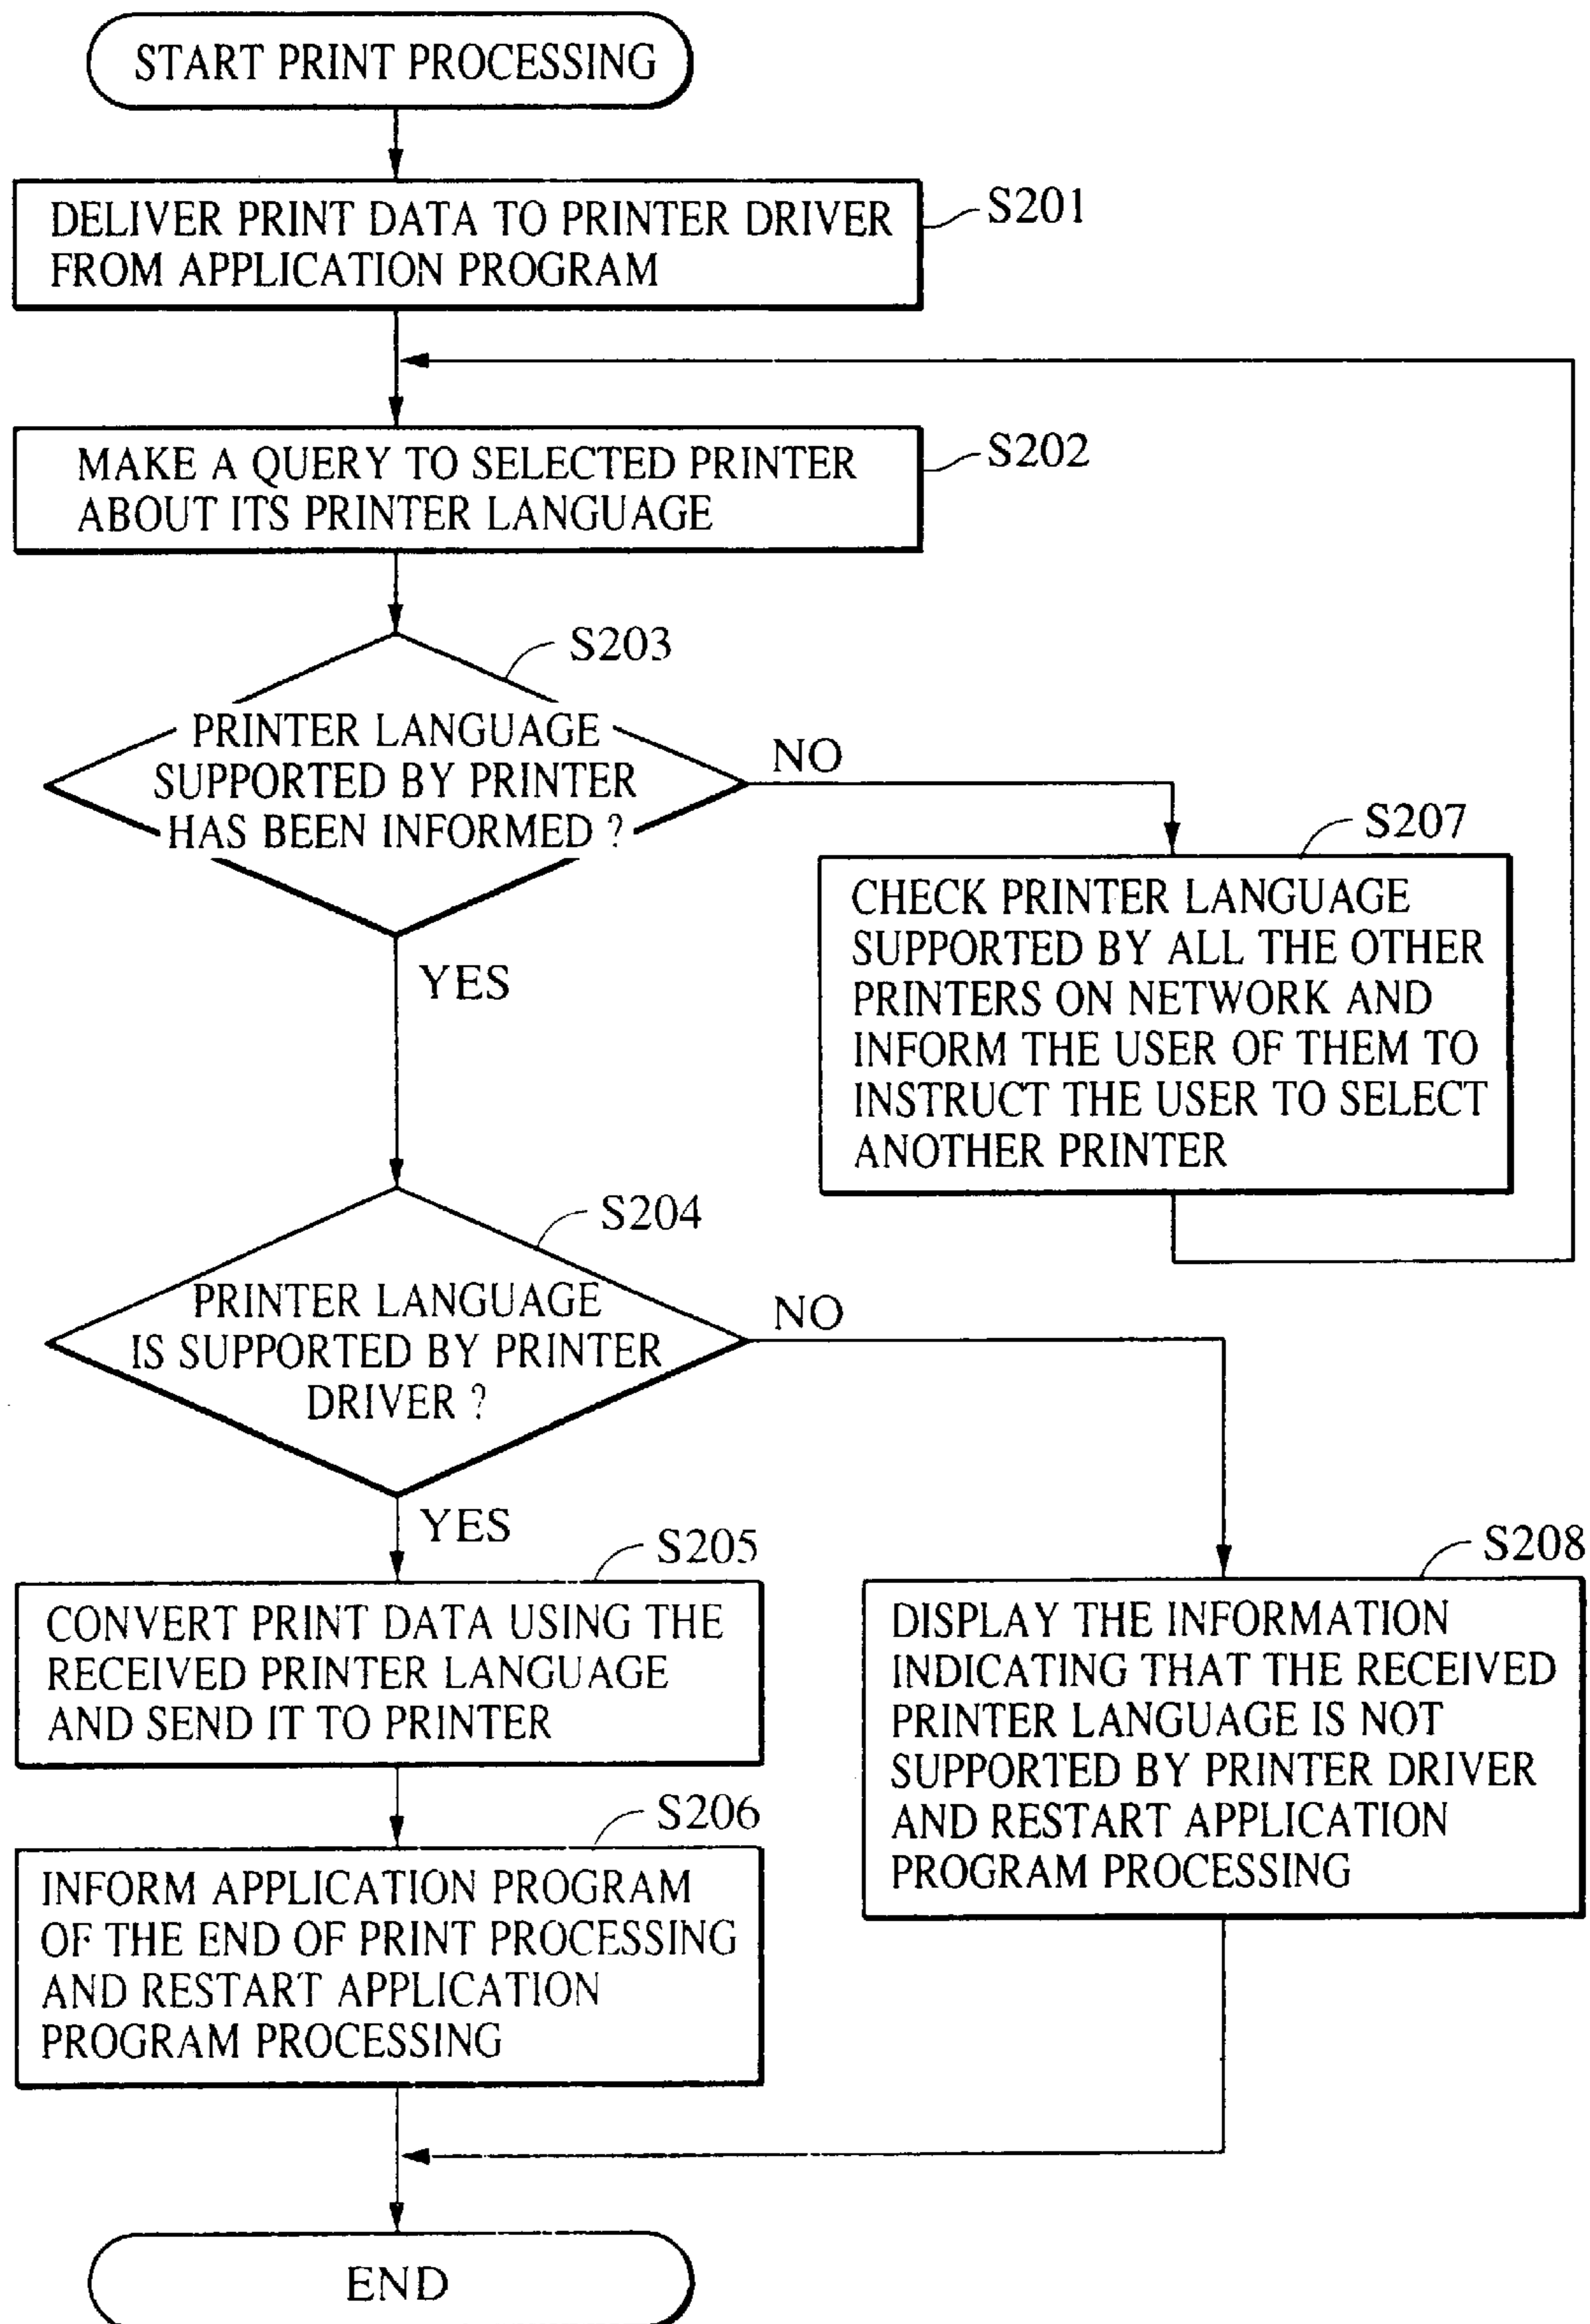 START PRINT PROCESSING
DELIVER PRINT DATA TO PRINTER DRIVER
FROM APPLICATION PROGRAM
S201
MAKE A QUERY TO SELECTED PRINTER
ABOUT ITS PRINTER LANGUAGE
S202
S203
PRINTER LANGUAGE
SUPPORTED BY PRINTER
HAS BEEN INFORMED ?
NO
YES
S207
CHECK PRINTER LANGUAGE
SUPPORTED BY ALL THE OTHER
PRINTERS ON NETWORK AND
INFORM THE USER OF THEM TO
INSTRUCT THE USER TO SELECT
ANOTHER PRINTER
S204
PRINTER LANGUAGE
IS SUPPORTED BY PRINTER
DRIVER ?
NO
YES
S205
CONVERT PRINT DATA USING THE
RECEIVED PRINTER LANGUAGE
AND SEND IT TO PRINTER
S208
DISPLAY THE INFORMATION
INDICATING THAT THE RECEIVED
PRINTER LANGUAGE IS NOT
SUPPORTED BY PRINTER DRIVER
AND RESTART APPLICATION
PROGRAM PROCESSING
S206
INFORM APPLICATION PROGRAM
OF THE END OF PRINT PROCESSING
AND RESTART APPLICATION
PROGRAM PROCESSING
END